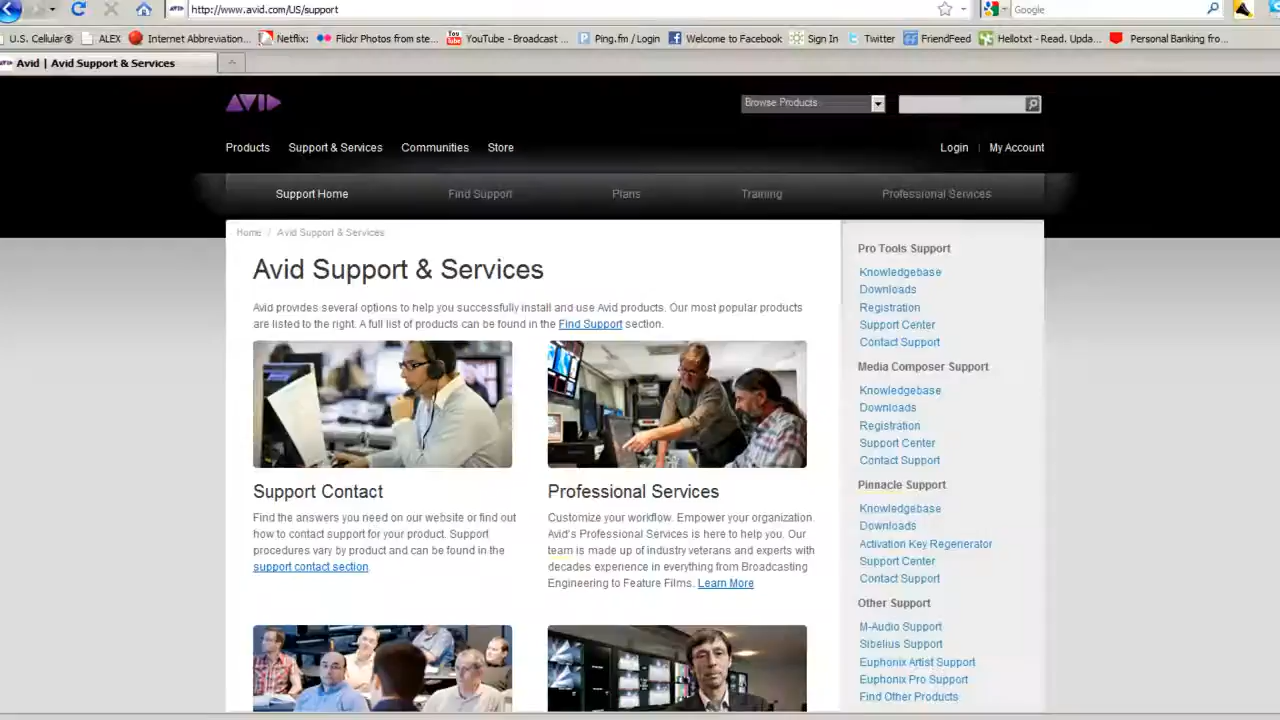 http://www.avid.com/US/support
Google
U.S. Cellular®
ALEX
Internet Abbreviation...
Netflix:
Flickr Photos from ste...
YouTube - Broadcast ...
Ping.fm / Login
Welcome to Facebook
Sign In
Twitter
FriendFeed
Hellotxt - Read. Upda...
Personal Banking fro...
Avid | Avid Support & Services
AVID
Browse Products
Products
Support & Services
Communities
Store
Login
My Account
Support Home
Find Support
Plans
Training
Professional Services
Home / Avid Support & Services
Avid Support & Services
Avid provides several options to help you successfully install and use Avid products. Our most popular products
are listed to the right. A full list of products can be found in the Find Support section.
Support Contact
Find the answers you need on our website or find out
how to contact support for your product. Support
procedures vary by product and can be found in the
support contact section.
Professional Services
Customize your workflow. Empower your organization.
Avid's Professional Services is here to help you. Our
team is made up of industry veterans and experts with
decades experience in everything from Broadcasting
Engineering to Feature Films. Learn More
Pro Tools Support
Knowledgebase
Downloads
Registration
Support Center
Contact Support
Media Composer Support
Knowledgebase
Downloads
Registration
Support Center
Contact Support
Pinnacle Support
Knowledgebase
Downloads
Activation Key Regenerator
Support Center
Contact Support
Other Support
M-Audio Support
Sibelius Support
Euphonix Artist Support
Euphonix Pro Support
Find Other Products